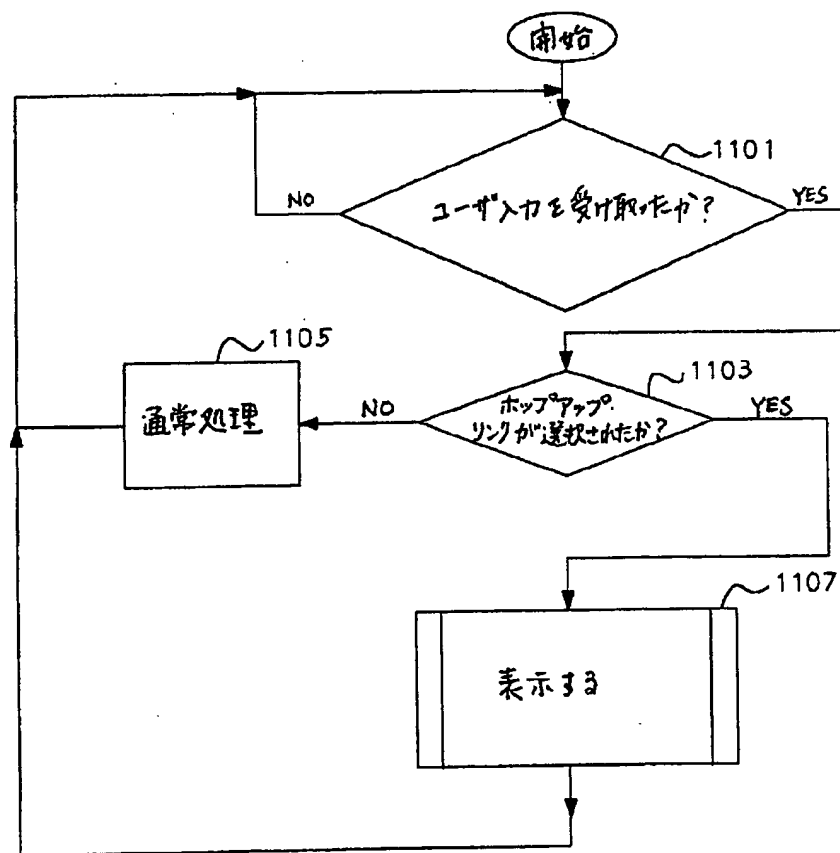 開始
1101
ユーザ入力を受け取ったか?
NO
YES
1105
通常処理
1103
ポップアップ・
リンクが選択されたか?
NO
YES
1107
表示する